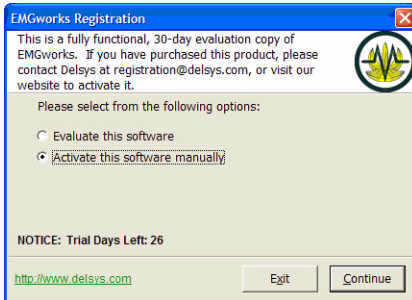 EMGworks Registration
This is a fully functional, 30-day evaluation copy of
EMGworks. If you have purchased this product, please
contact Delsys at registration@delsys.com, or visit our
website to activate it.
Please select from the following options:
Evaluate this software
Activate this software manually
NOTICE: Trial Days Left: 26
http://www.delsys.com
Exit
Continue